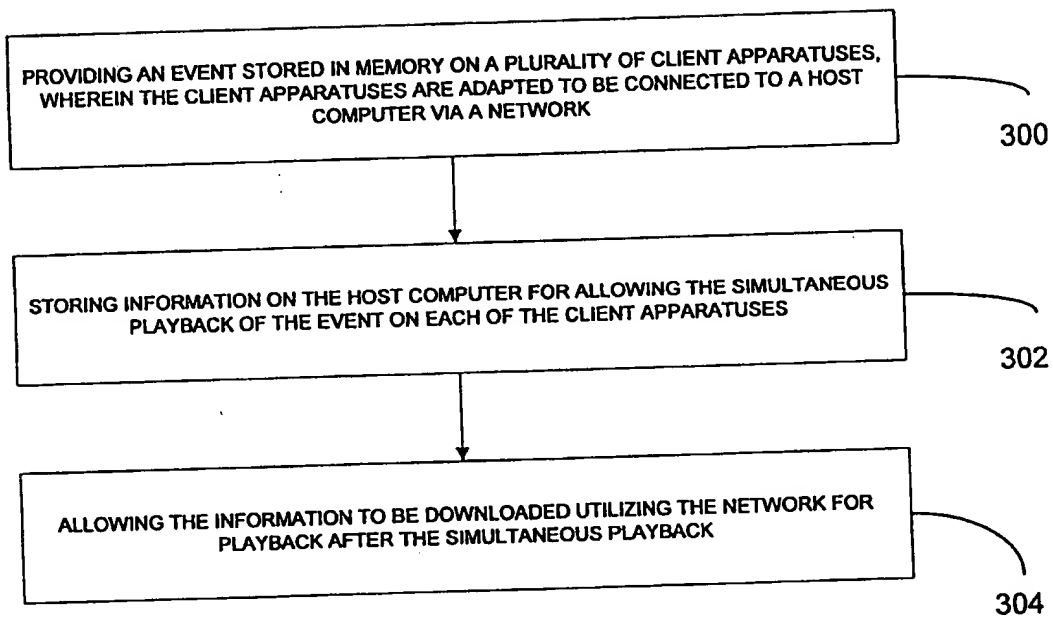 PROVIDING AN EVENT STORED IN MEMORY ON A PLURALITY OF CLIENT APPARATUSES,
WHEREIN THE CLIENT APPARATUSES ARE ADAPTED TO BE CONNECTED TO A HOST
COMPUTER VIA A NETWORK
300
STORING INFORMATION ON THE HOST COMPUTER FOR ALLOWING THE SIMULTANEOUS
PLAYBACK OF THE EVENT ON EACH OF THE CLIENT APPARATUSES
302
ALLOWING THE INFORMATION TO BE DOWNLOADED UTILIZING THE NETWORK FOR
PLAYBACK AFTER THE SIMULTANEOUS PLAYBACK
304